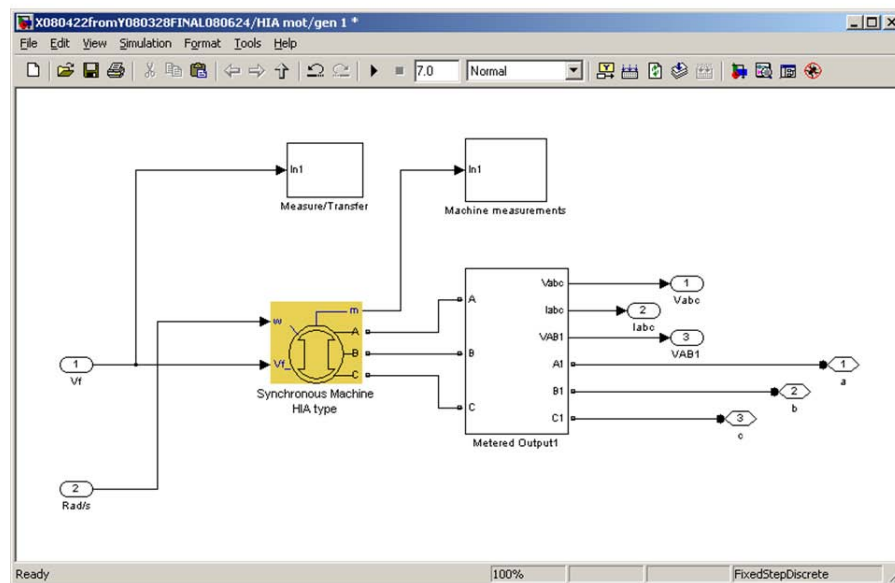 X080422fromY080328FINAL080624/HIA mot/gen 1 *
File Edit View Simulation Format Tools Help
7.0 Normal
In1
Measure/Transfer
In1
Machine measurements
w
m
A
B
C
Vf_
Synchronous Machine
HIA type
1
Vf
2
Rad/s
A
B
C
Vabc
Iabc
VAB1
A1
B1
C1
Metered Output1
1
Vabc
2
Iabc
3
VAB1
1
a
2
b
3
c
Ready 100% FixedStepDiscrete